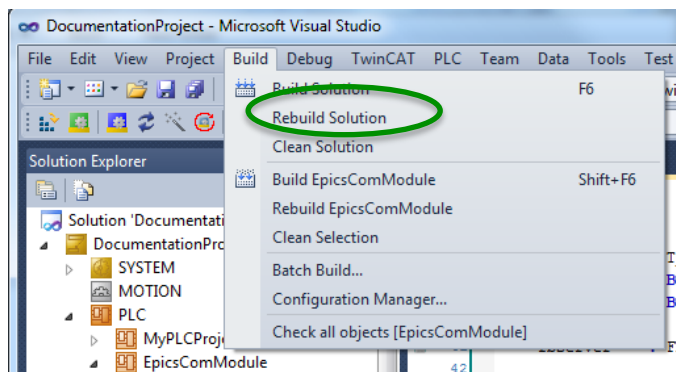 DocumentationProject - Microsoft Visual Studio
File Edit View Project Build Debug TwinCAT PLC Team Data Tools Test
Build Solution F6
Rebuild Solution
Clean Solution
Solution Explorer
Build EpicsComModule Shift+F6
Solution 'Documentati
Rebuild EpicsComModule
DocumentationPro
Clean Selection
SYSTEM
Batch Build...
MOTION
Configuration Manager...
PLC
Check all objects [EpicsComModule]
MyPLCProj
EpicsComModule
42